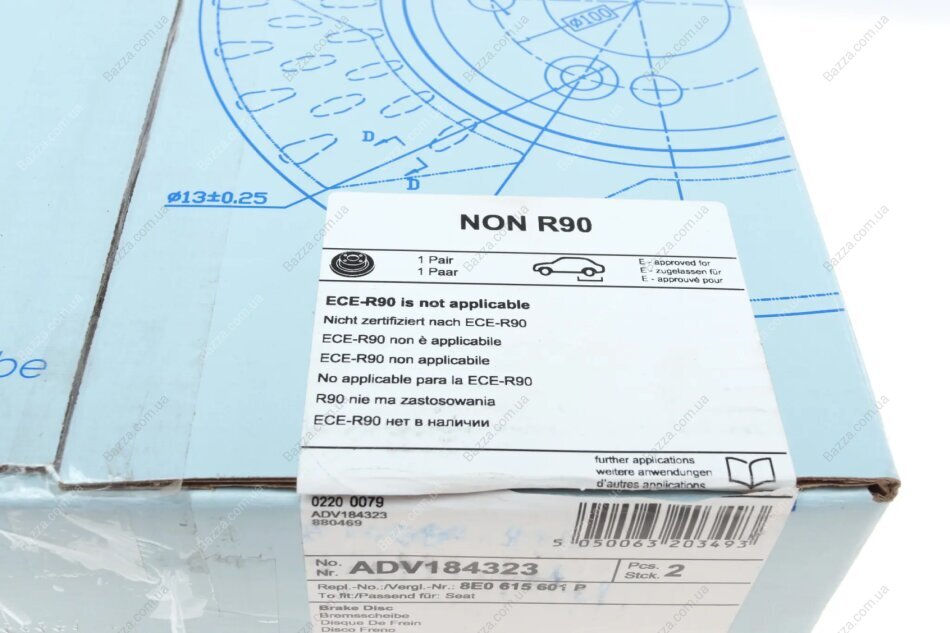 ø100
D
D
ø13±0.25
be
NON R90
1 Pair
1 Paar
E - approved for
E - zugelassen für
E - approuvé pour
ECE-R90 is not applicable
Nicht zertifiziert nach ECE-R90
ECE-R90 non è applicabile
ECE-R90 non applicabile
No applicable para la ECE-R90
R90 nie ma zastosowania
ECE-R90 нет в наличии
further applications
weitere anwendungen
d'autres applications
0220 0079
ADV184323
880469
5 050063 203493
No.
Nr.
ADV184323
Pcs.
Stck.
2
Repl.-No.:/Vergl.-Nr.: 8E0 615 601 P
To fit:/Passend für: Seat
Brake Disc
Bremsscheibe
Disque De Frein
Disco Freno
Bazza.com.ua